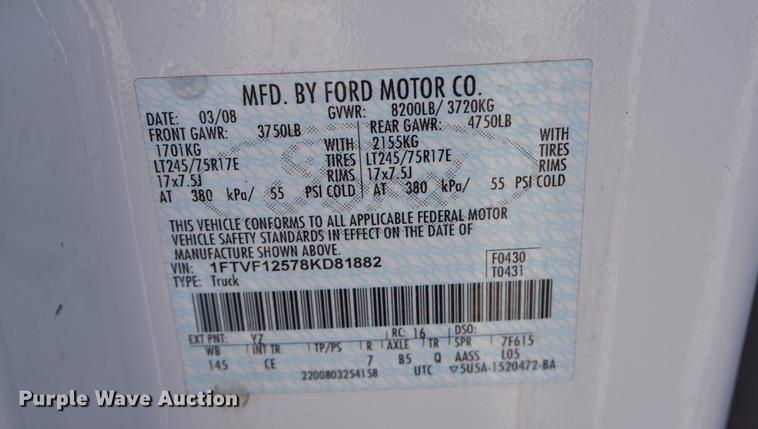 MFD. BY FORD MOTOR CO.
DATE: 03/08 GVWR: 8200LB/ 3720KG
FRONT GAWR: 3750LB REAR GAWR: 4750LB
1701KG WITH 2155KG WITH
LT245/75R17E TIRES LT245/75R17E TIRES
17x7.5J RIMS 17x7.5J RIMS
AT 380 kPa/ 55 PSI COLD AT 380 kPa/ 55 PSI COLD
THIS VEHICLE CONFORMS TO ALL APPLICABLE FEDERAL MOTOR
VEHICLE SAFETY STANDARDS IN EFFECT ON THE DATE OF
MANUFACTURE SHOWN ABOVE.
VIN: 1FTVF12578KD81882 F0430
TYPE: Truck T0431
EXT PNT: YZ RC: 16 DSO:
WB INT TR TP/PS R AXLE TR SPR 7F615
145 CE 7 B5 Q AASS L05
2200803254158 UTC ▽5U5A-1520472-BA
Purple Wave Auction